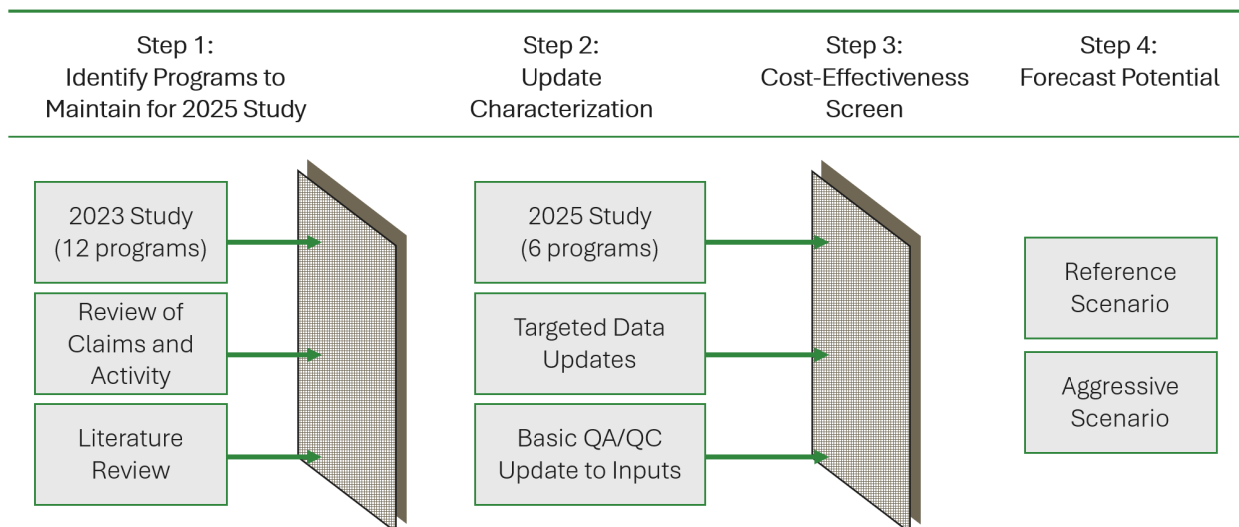 Step 1:
Identify Programs to
Maintain for 2025 Study
Step 2:
Update
Characterization
Step 3:
Cost-Effectiveness
Screen
Step 4:
Forecast Potential
2023 Study
(12 programs)
Review of
Claims and
Activity
Literature
Review
2025 Study
(6 programs)
Targeted Data
Updates
Basic QA/QC
Update to Inputs
Reference
Scenario
Aggressive
Scenario